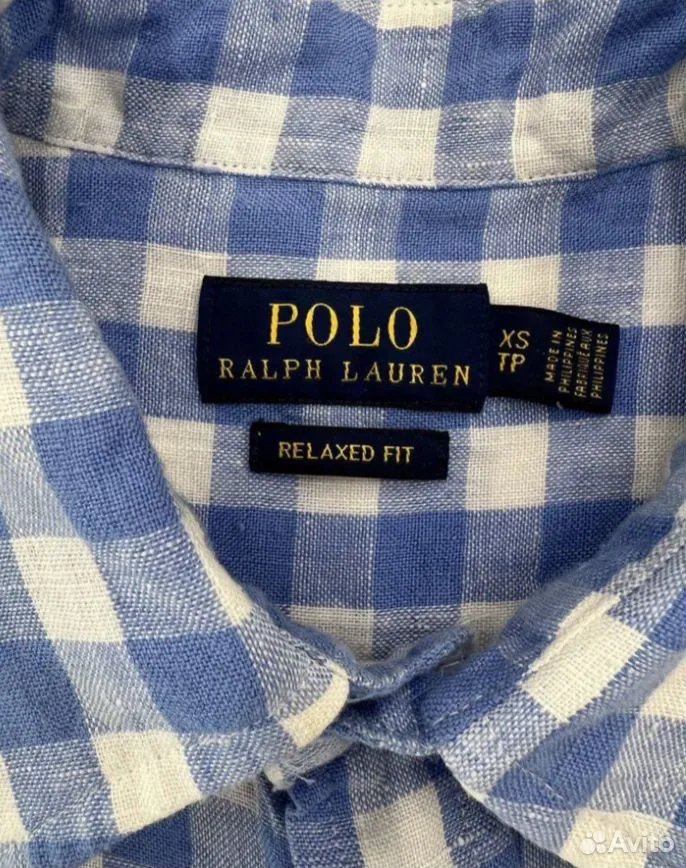 POLO
RALPH LAUREN
XS
TP
MADE IN
PHILIPPINES
FABRIQUÉ AUX
PHILIPPINES
RELAXED FIT
Avito